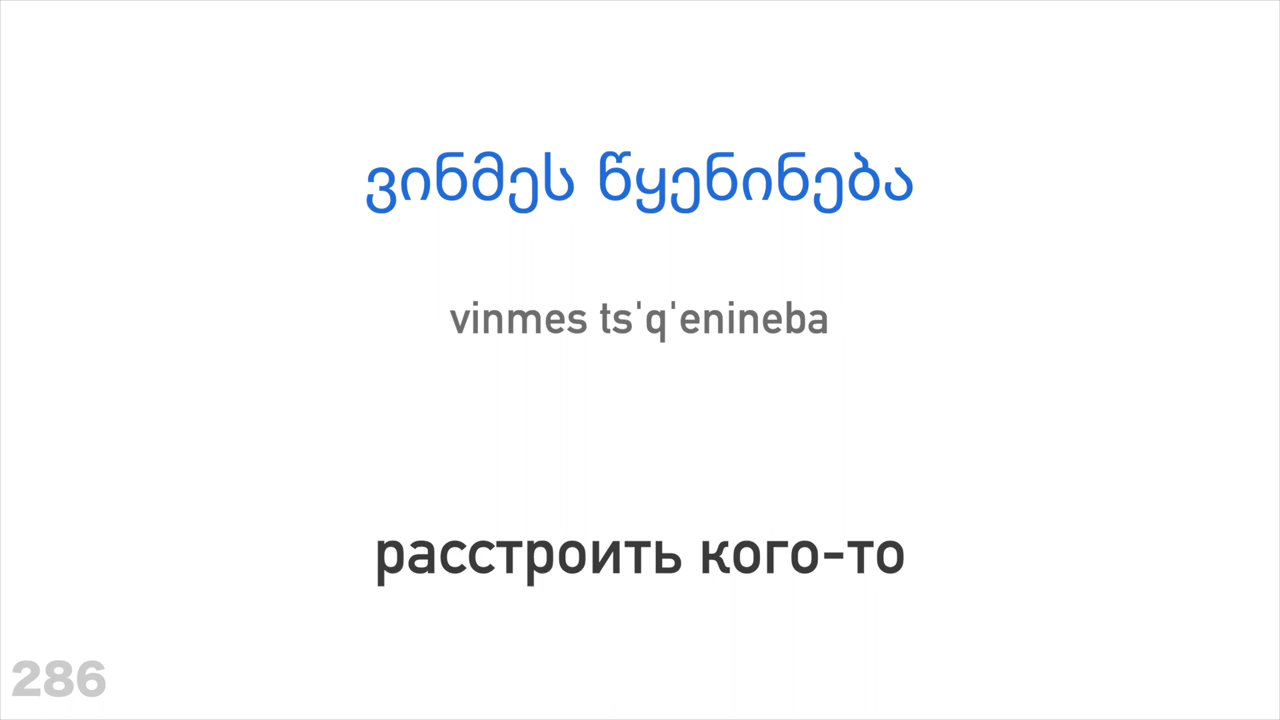 ვინმეს წყენინება
vinmes ts'q'enineba
расстроить кого-то
286